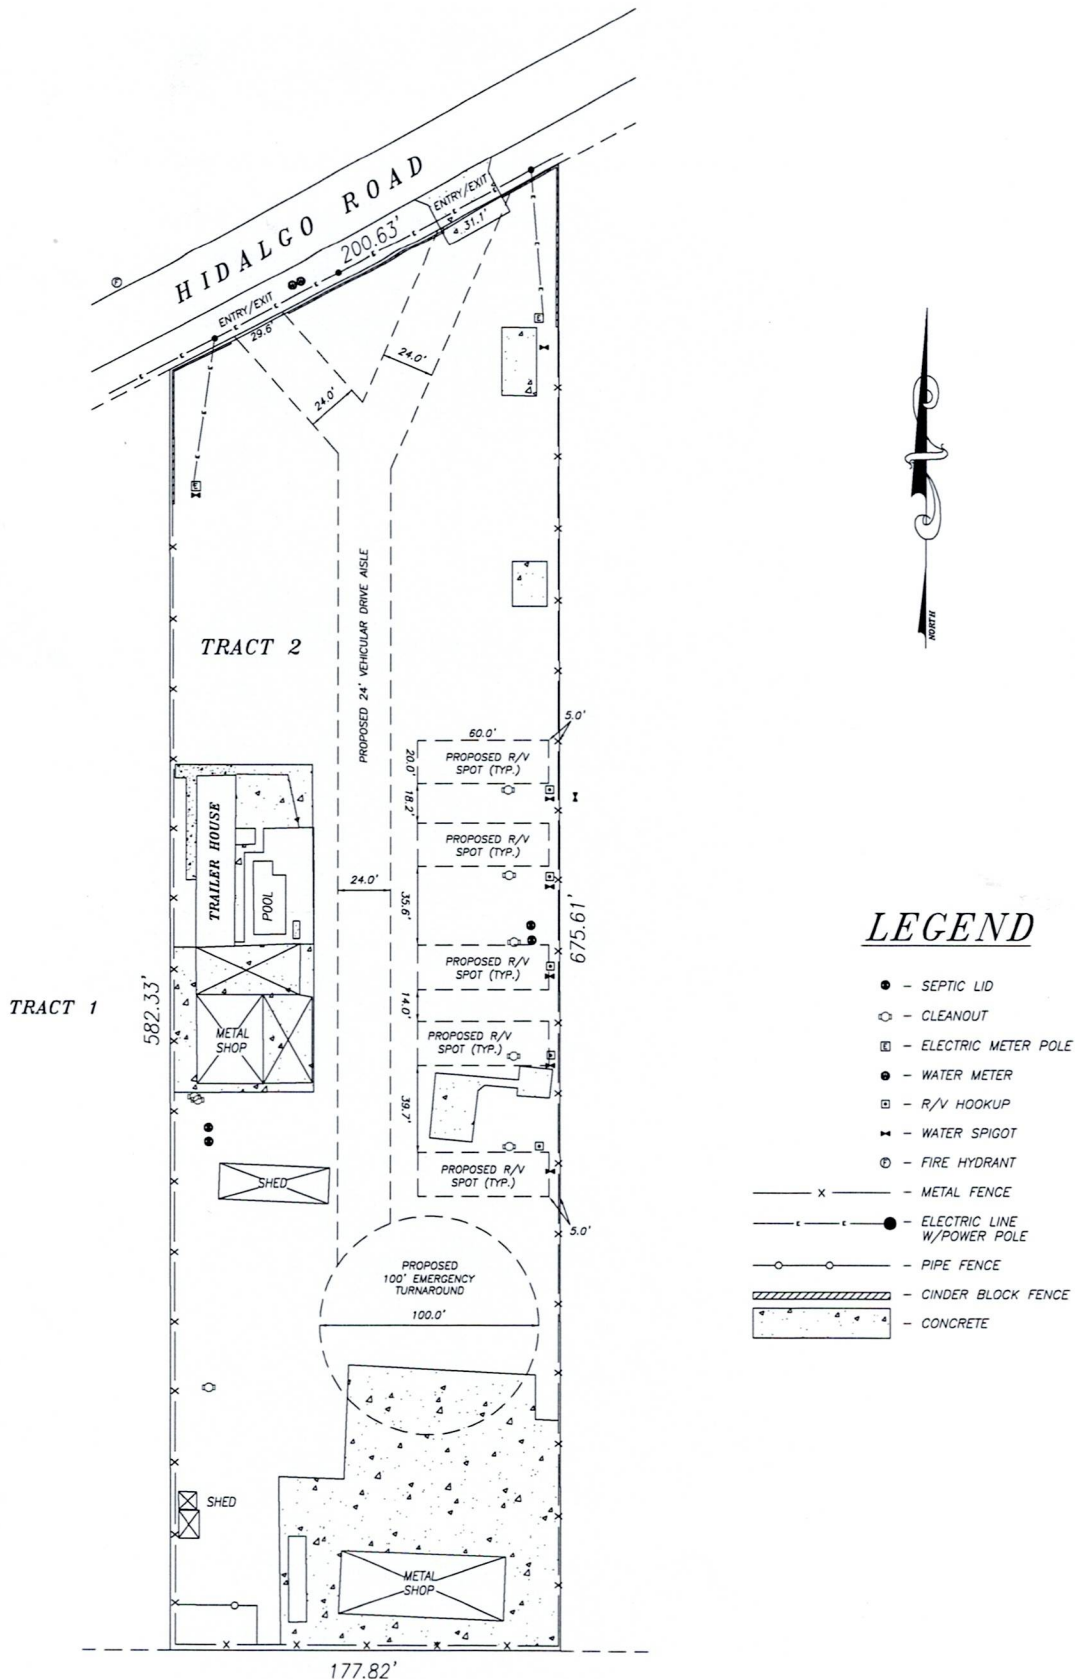 HIDALGO ROAD
ENTRY/EXIT
31.1'
200.63'
ENTRY/EXIT
29.6'
24.0'
24.0'
NORTH
PROPOSED 24' VEHICULAR DRIVE AISLE
TRACT 2
5.0'
60.0'
20.0'
PROPOSED R/V
SPOT (TYP.)
18.2'
PROPOSED R/V
SPOT (TYP.)
TRAILER HOUSE
POOL
24.0'
35.6'
675.61'
PROPOSED R/V
SPOT (TYP.)
TRACT 1
582.33'
METAL
SHOP
14.0'
PROPOSED R/V
SPOT (TYP.)
39.7'
PROPOSED R/V
SPOT (TYP.)
5.0'
SHED
PROPOSED
100' EMERGENCY
TURNAROUND
100.0'
SHED
METAL
SHOP
177.82'
LEGEND
- SEPTIC LID
- CLEANOUT
E - ELECTRIC METER POLE
- WATER METER
- R/V HOOKUP
- WATER SPIGOT
F - FIRE HYDRANT
X - METAL FENCE
E E - ELECTRIC LINE
W/POWER POLE
- PIPE FENCE
- CINDER BLOCK FENCE
- CONCRETE